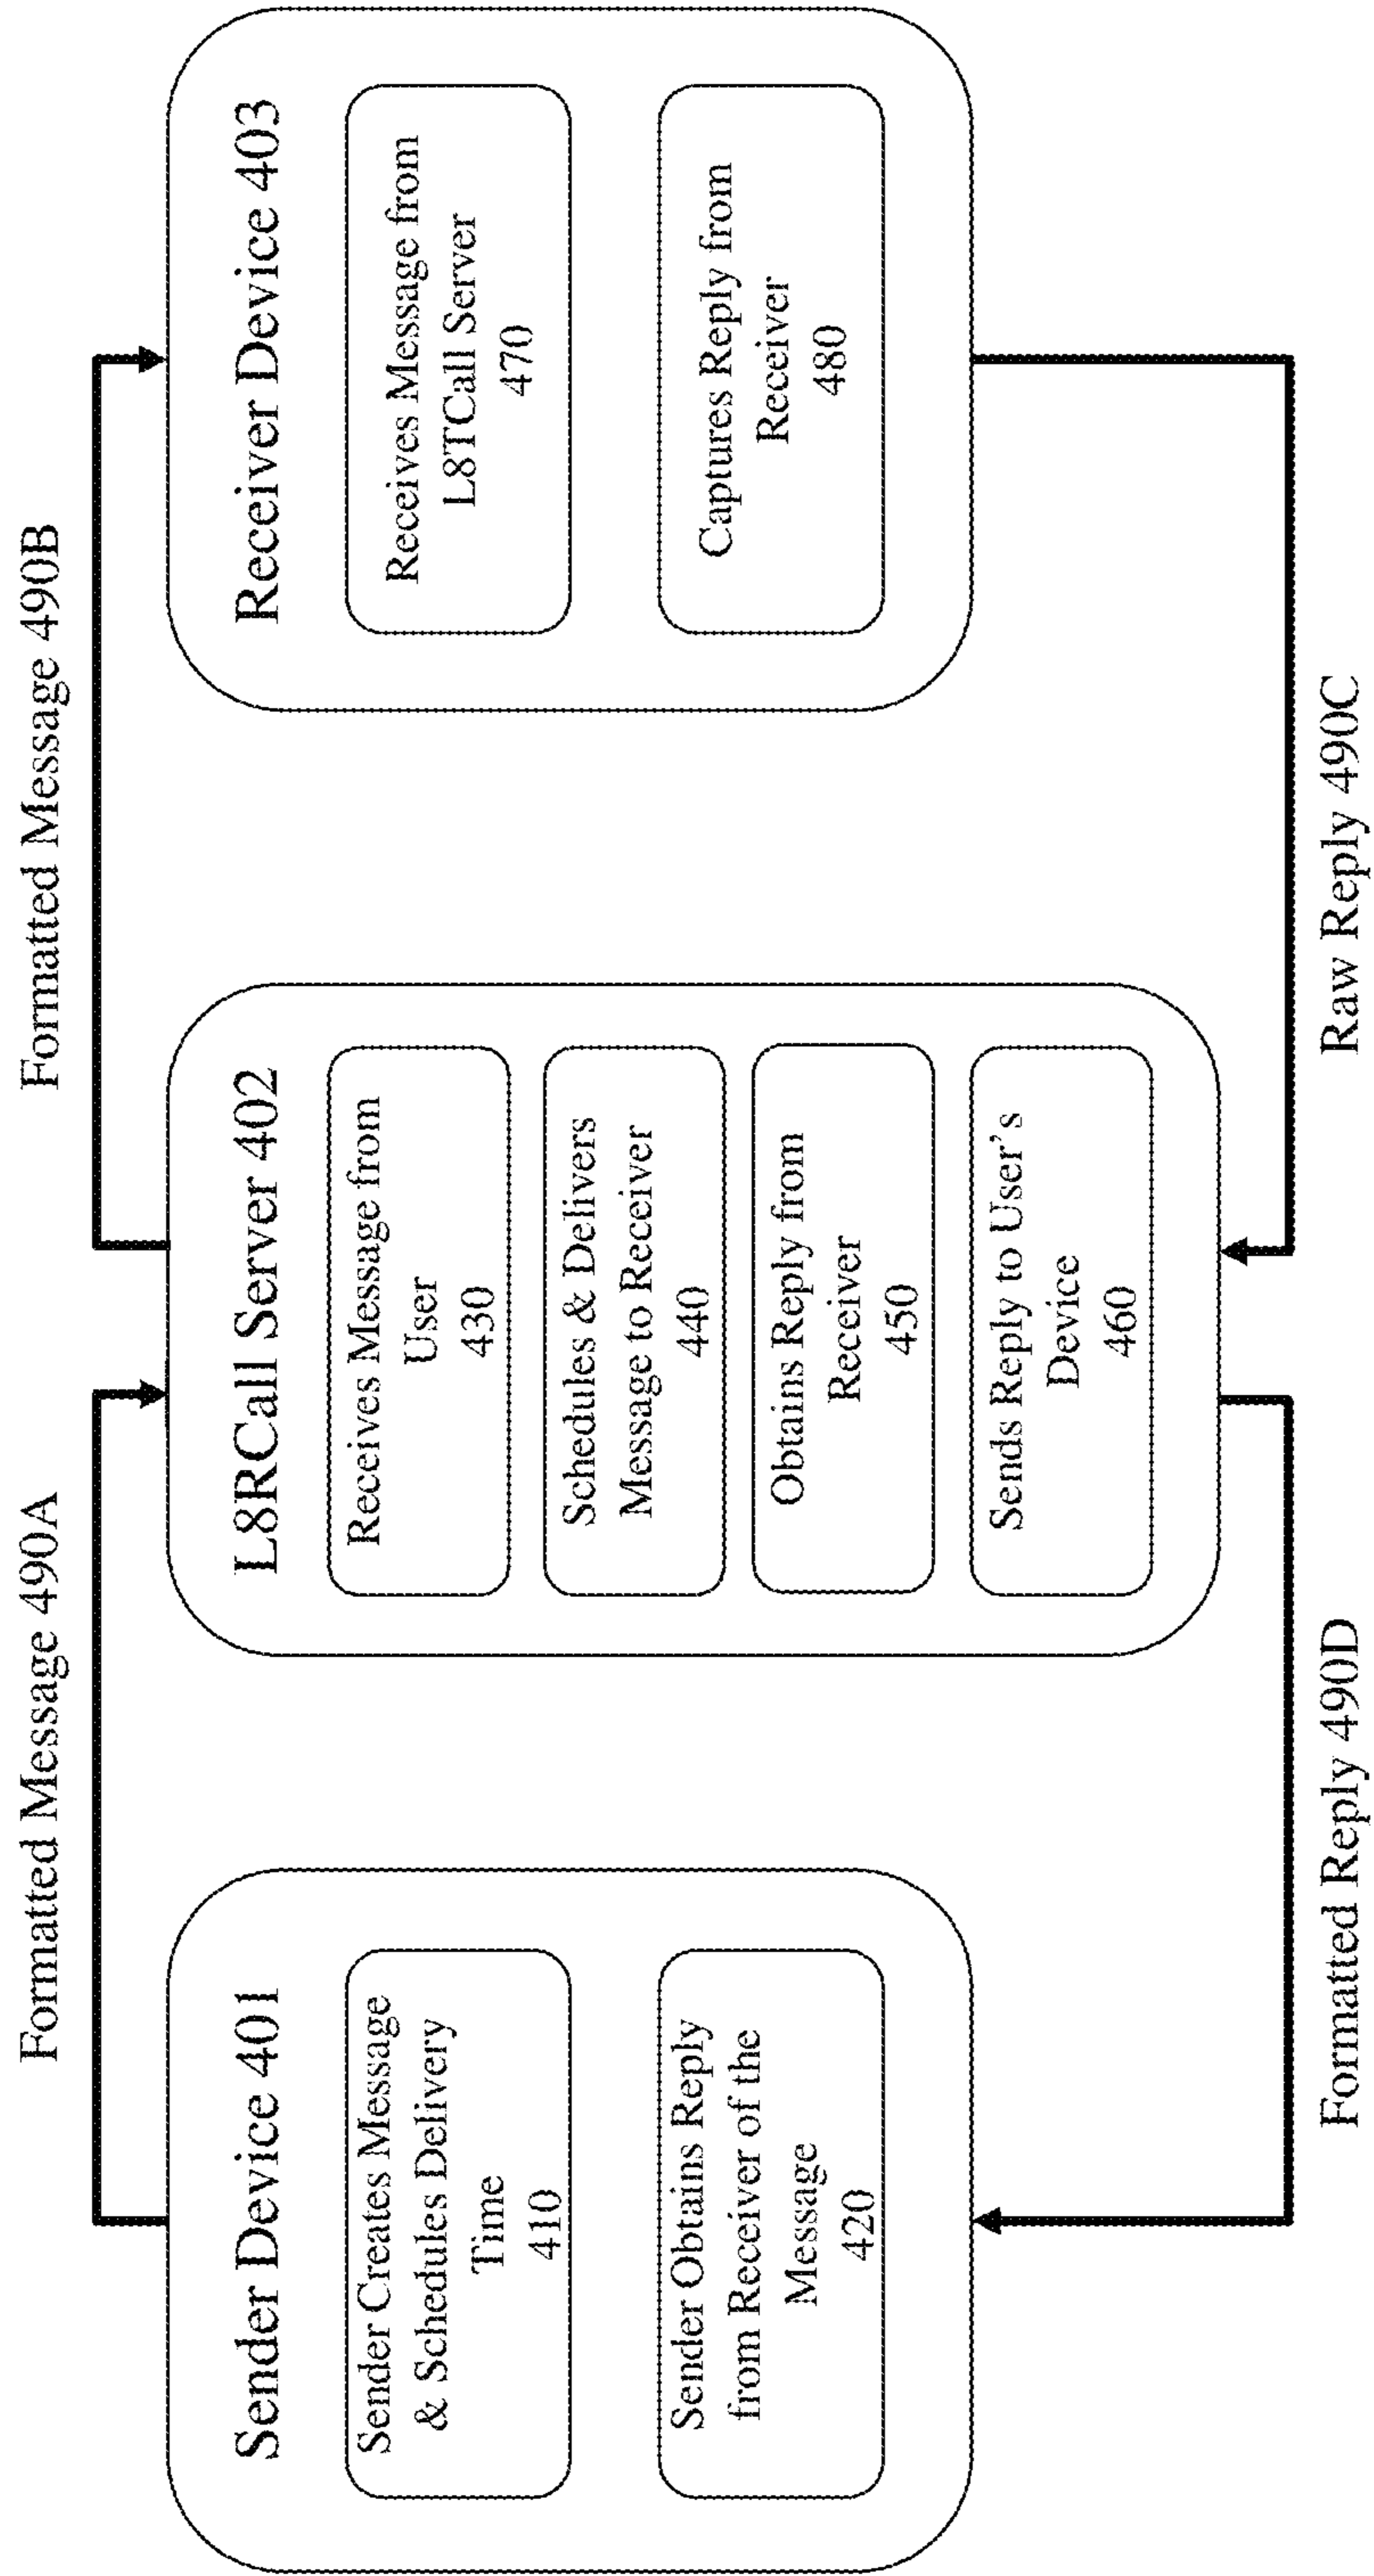 Formatted Message 490A
Formatted Message 490B
Sender Device 401
Sender Creates Message
& Schedules Delivery
Time
410
Sender Obtains Reply
from Receiver of the
Message
420
L8RCall Server 402
Receives Message from
User
430
Schedules & Delivers
Message to Receiver
440
Obtains Reply from
Receiver
450
Sends Reply to User's
Device
460
Receiver Device 403
Receives Message from
L8TCall Server
470
Captures Reply from
Receiver
480
Formatted Reply 490D
Raw Reply 490C